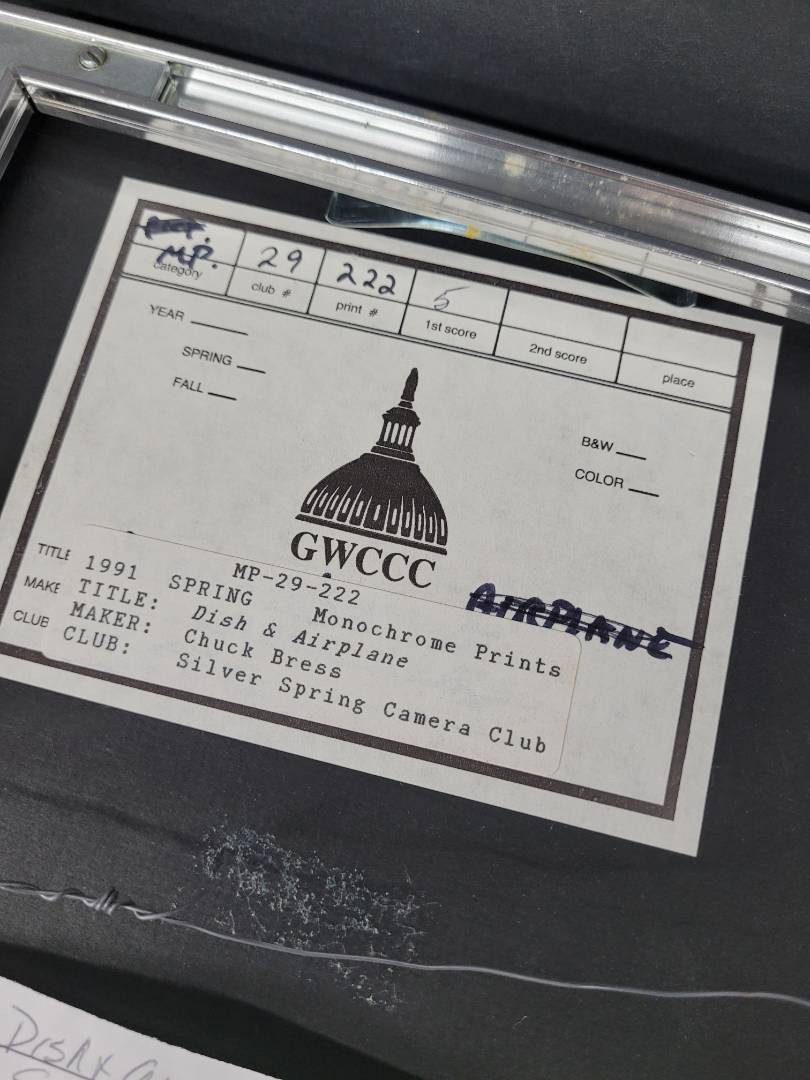 MP.
29 222 5
category club # print # 1st score 2nd score place
YEAR
SPRING
FALL
B&W
COLOR
GWCCC
AIRPLANE
TITLE
MAKE
CLUB
MP-29-222
1991 SPRING Monochrome Prints
TITLE: Dish & Airplane
MAKER: Chuck Bress
CLUB: Silver Spring Camera Club